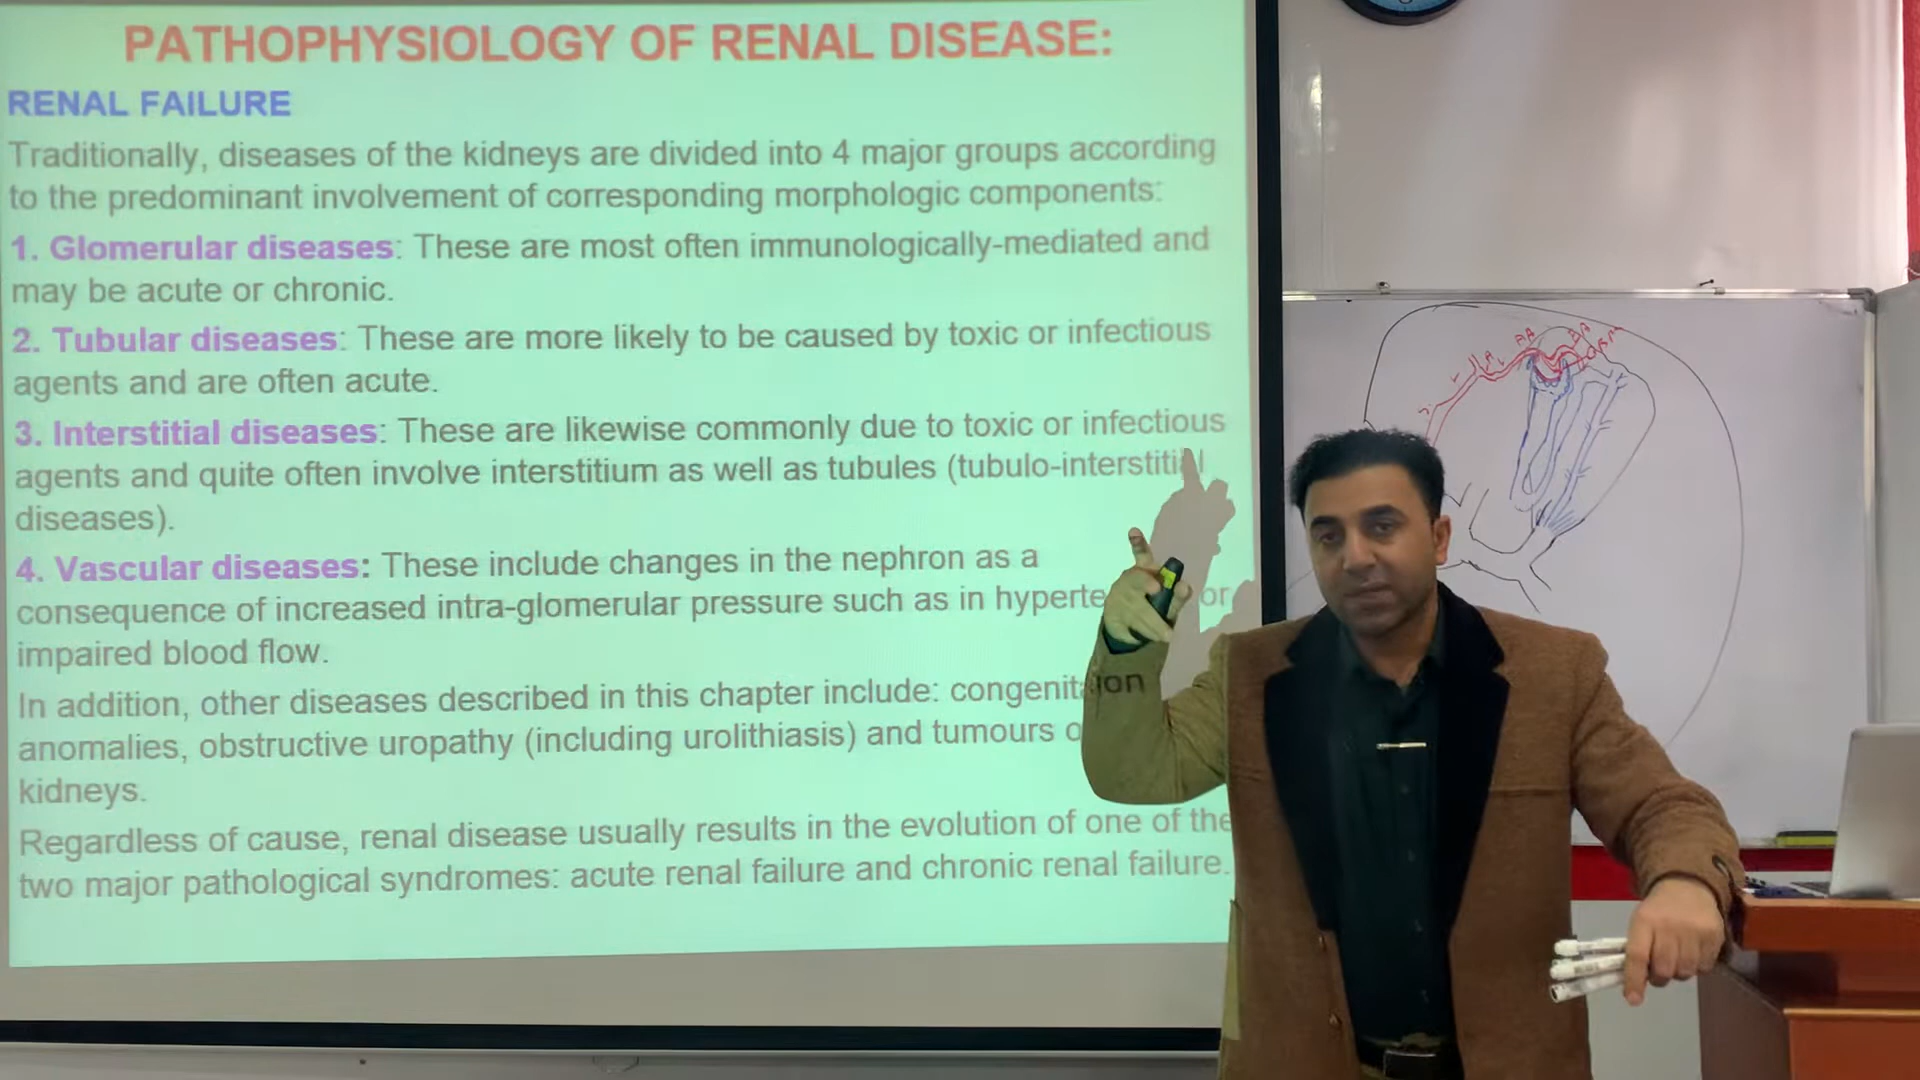 PATHOPHYSIOLOGY OF RENAL DISEASE:
RENAL FAILURE
Traditionally, diseases of the kidneys are divided into 4 major groups according
to the predominant involvement of corresponding morphologic components:
1. Glomerular diseases: These are most often immunologically-mediated and
may be acute or chronic.
2. Tubular diseases: These are more likely to be caused by toxic or infectious
agents and are often acute.
3. Interstitial diseases: These are likewise commonly due to toxic or infectious
agents and quite often involve interstitium as well as tubules (tubulo-interstitial
diseases).
4. Vascular diseases: These include changes in the nephron as a
consequence of increased intra-glomerular pressure such as in or
impaired blood flow.
In addition, other diseases described in this chapter include:
anomalies, obstructive uropathy (including urolithiasis) and tumours
kidneys.
Regardless of cause, renal disease usually results in the evolution of one of the
two major pathological syndromes: acute renal failure and chronic renal failure.
AA